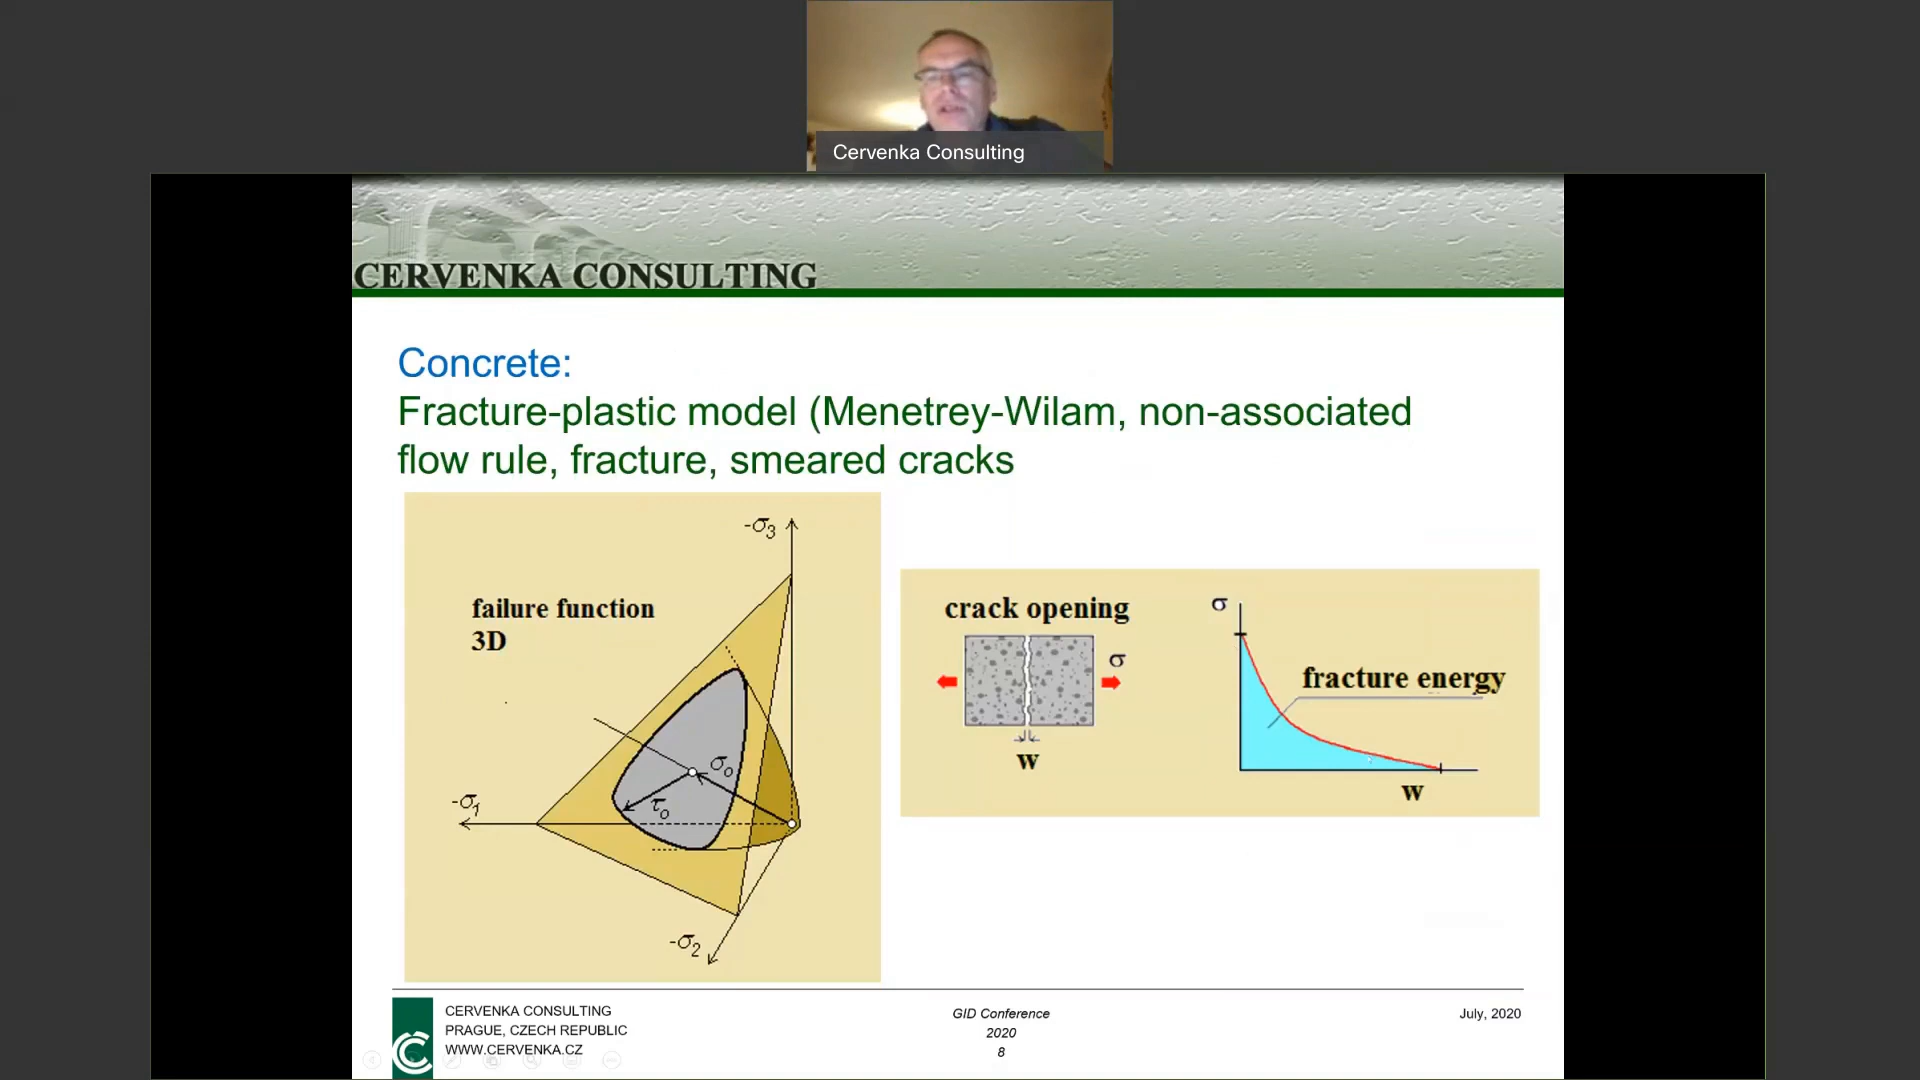 Cervenka Consulting
CERVENKA CONSULTING
Concrete:
Fracture-plastic model (Menetrey-Wilam, non-associated
flow rule, fracture, smeared cracks
-σ3
failure function
3D
σo
τo
-σ1
-σ2
crack opening
σ
w
σ
fracture energy
w
CERVENKA CONSULTING
PRAGUE, CZECH REPUBLIC
WWW.CERVENKA.CZ
GID Conference
2020
8
July, 2020